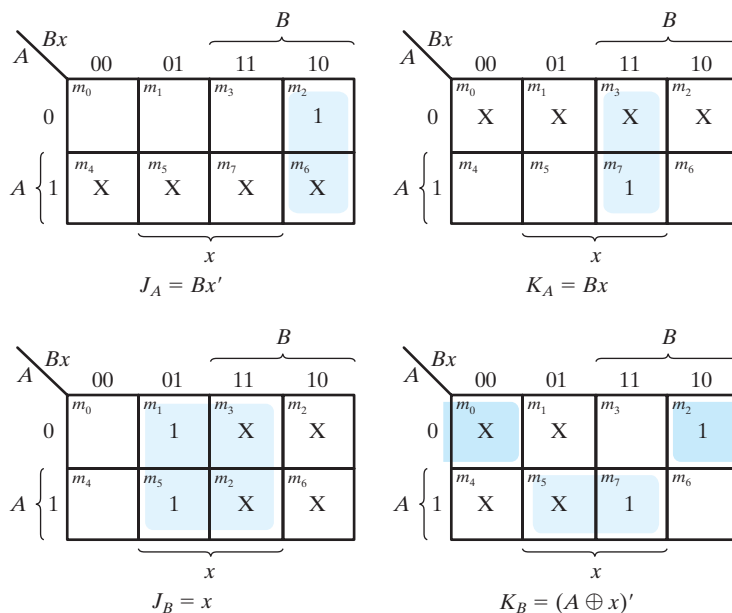 B B
Bx Bx
A A
00 01 11 10 00 01 11 10
m₀ m₁ m₃ m₂ m₀ m₁ m₃ m₂
0 1 0 X X X X
m₄ m₅ m₇ m₆ m₄ m₅ m₇ m₆
A 1 X X X X A 1 1
x x
J_A = Bx′ K_A = Bx
B B
Bx Bx
A A
00 01 11 10 00 01 11 10
m₀ m₁ m₃ m₂ m₀ m₁ m₃ m₂
0 1 X X 0 X X 1
m₄ m₅ m₂ m₆ m₄ m₅ m₇ m₆
A 1 1 X X A 1 X X 1
x x
J_B = x K_B = (A ⊕ x)′